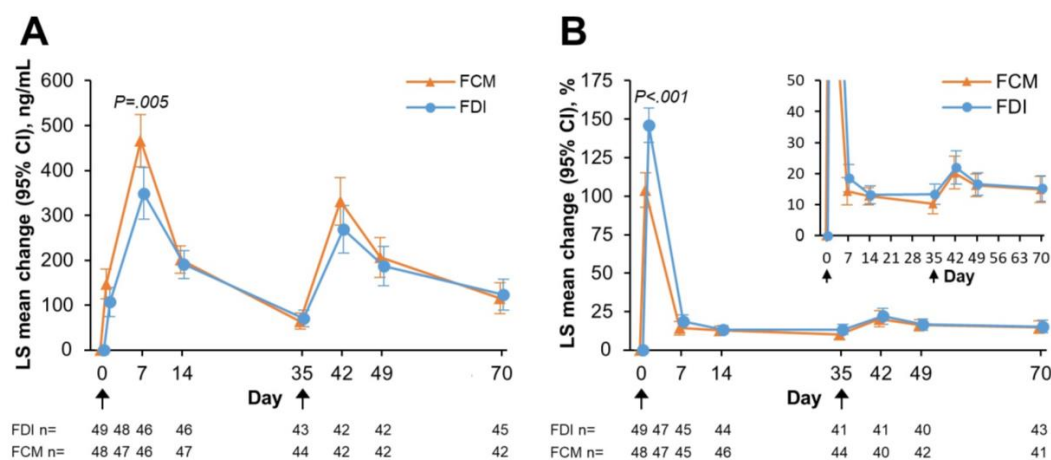 A
LS mean change (95% CI), ng/mL
600
500
400
300
200
100
0
P=.005
FCM
FDI
0 7 14 35 42 49 70
Day
FDI n= 49 48 46 46 43 42 42 45
FCM n= 48 47 46 47 44 42 42 42
B
LS mean change (95% CI), %
175
150
125
100
75
50
25
0
P<.001
50
40
30
20
10
0
FCM
FDI
0 7 14 21 28 35 42 49 56 63 70
Day
0 7 14 35 42 49 70
Day
FDI n= 49 47 45 44 41 41 40 43
FCM n= 48 47 45 46 44 40 42 41